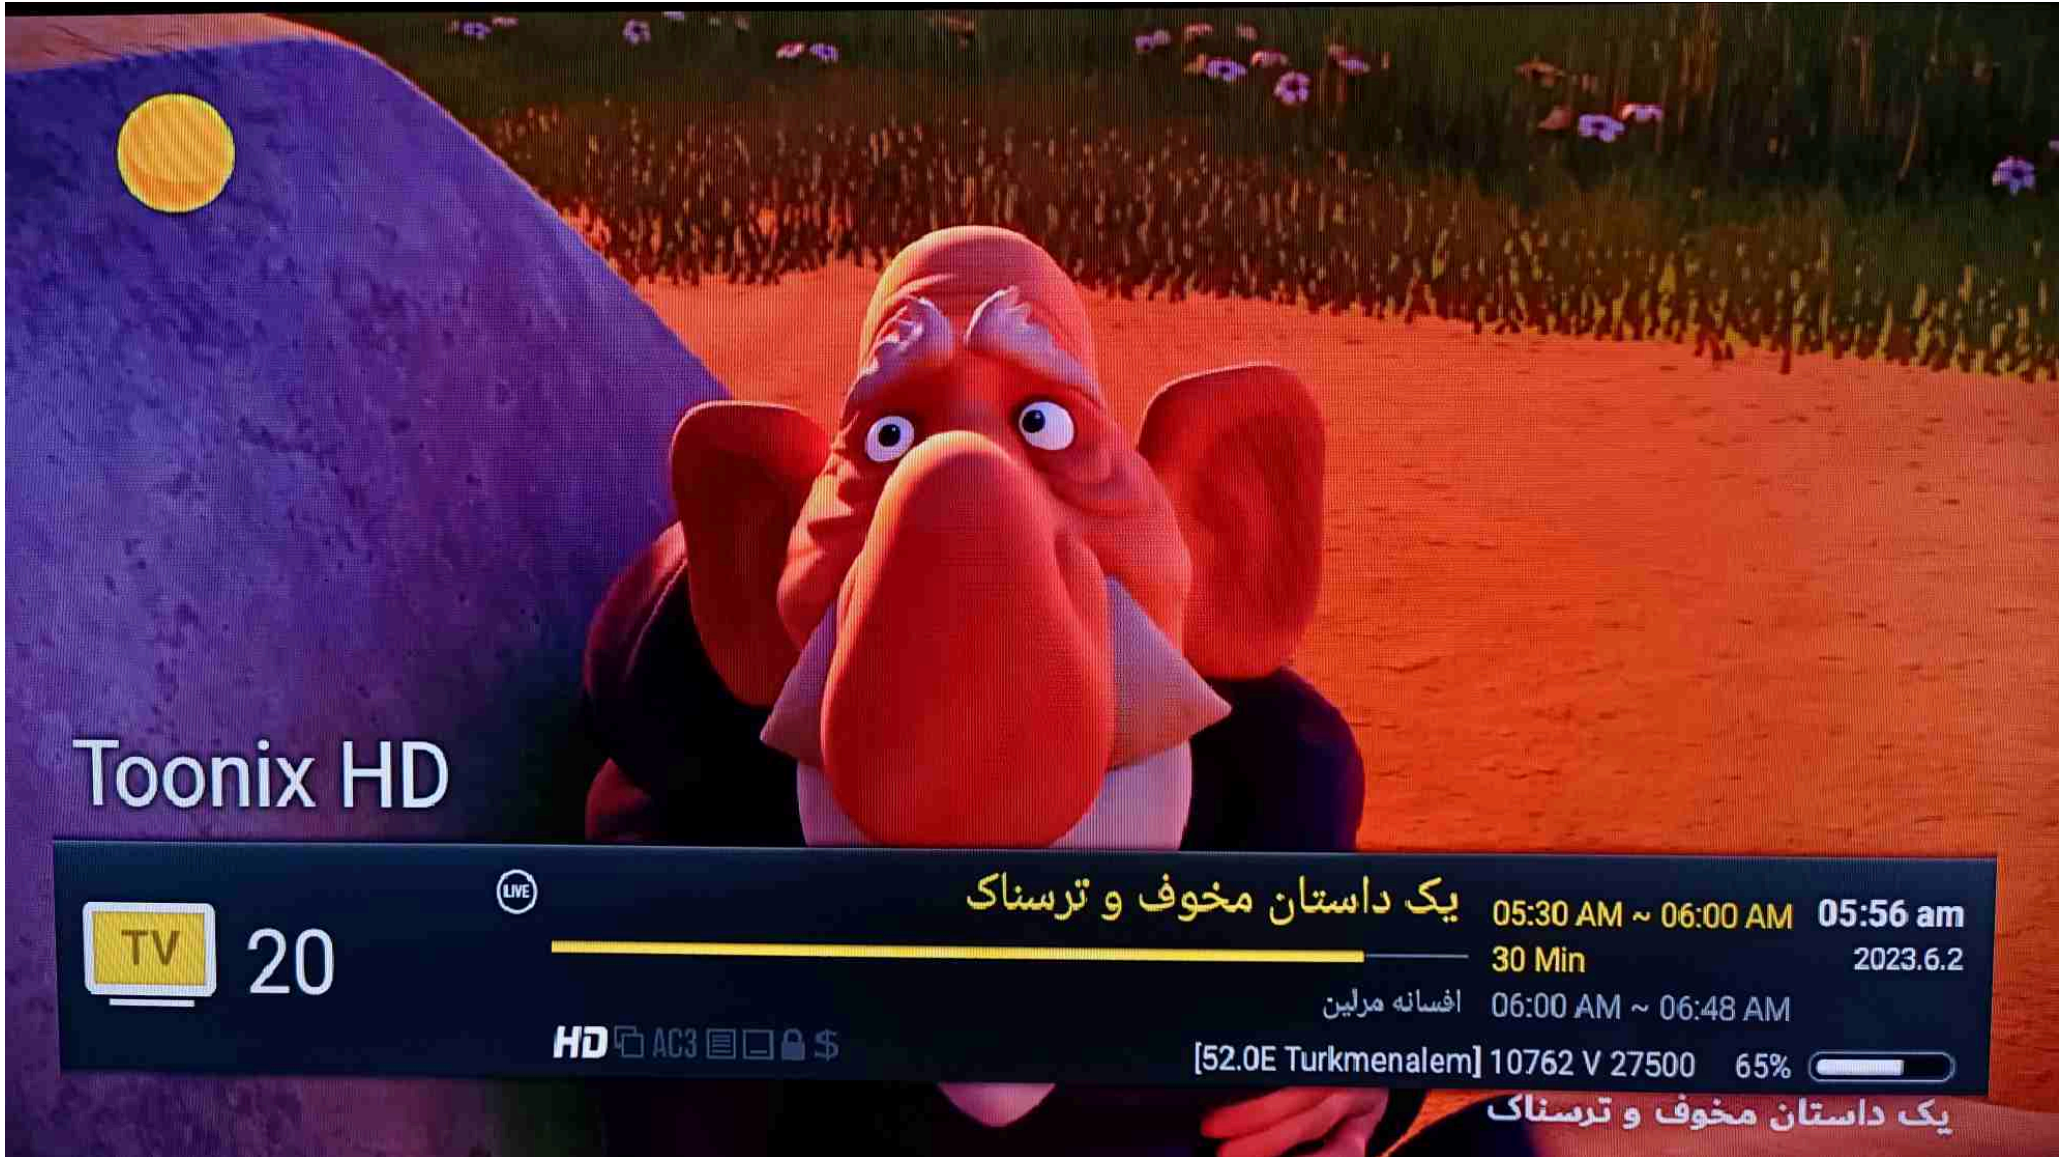 Toonix HD
TV 20
LIVE
یک داستان مخوف و ترسناک
05:30 AM ~ 06:00 AM 05:56 am
30 Min 2023.6.2
افسانه مرلین 06:00 AM ~ 06:48 AM
HD AC3 $
[52.0E Turkmenalem] 10762 V 27500 65%
یک داستان مخوف و ترسناک